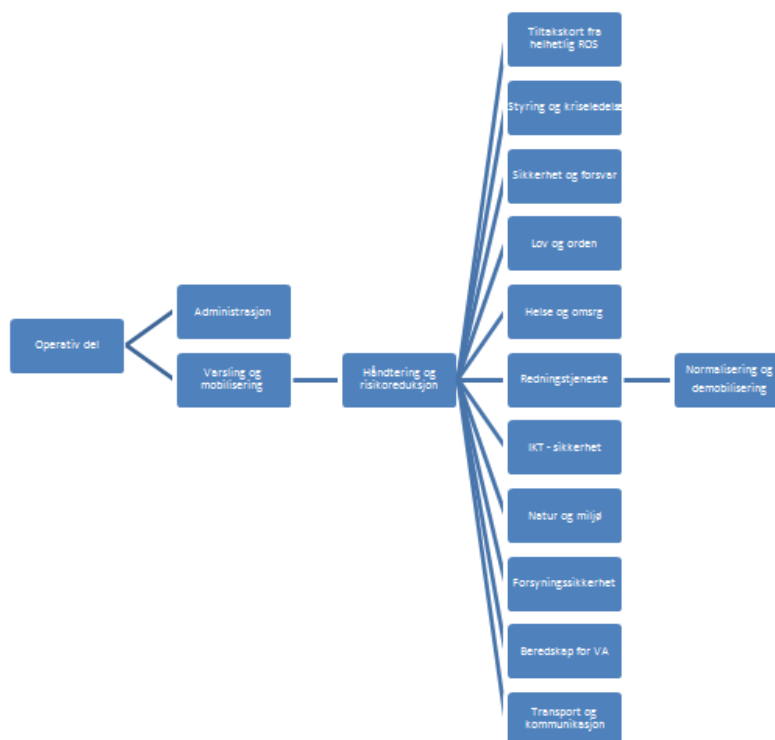 Operativ del
Administrasjon
Varsling og
mobilisering
Håndtering og
risikoreduksjon
Tiltakskort fra
helhetlig ROS
Styring og kriseledelse
Sikkerhet og forsvar
Lov og orden
Helse og omsrg
Redningstjeneste
IKT - sikkerhet
Natur og miljø
Forsyningssikkerhet
Beredskap for VA
Transport og
kommunikasjon
Normalisering og
demobilisering